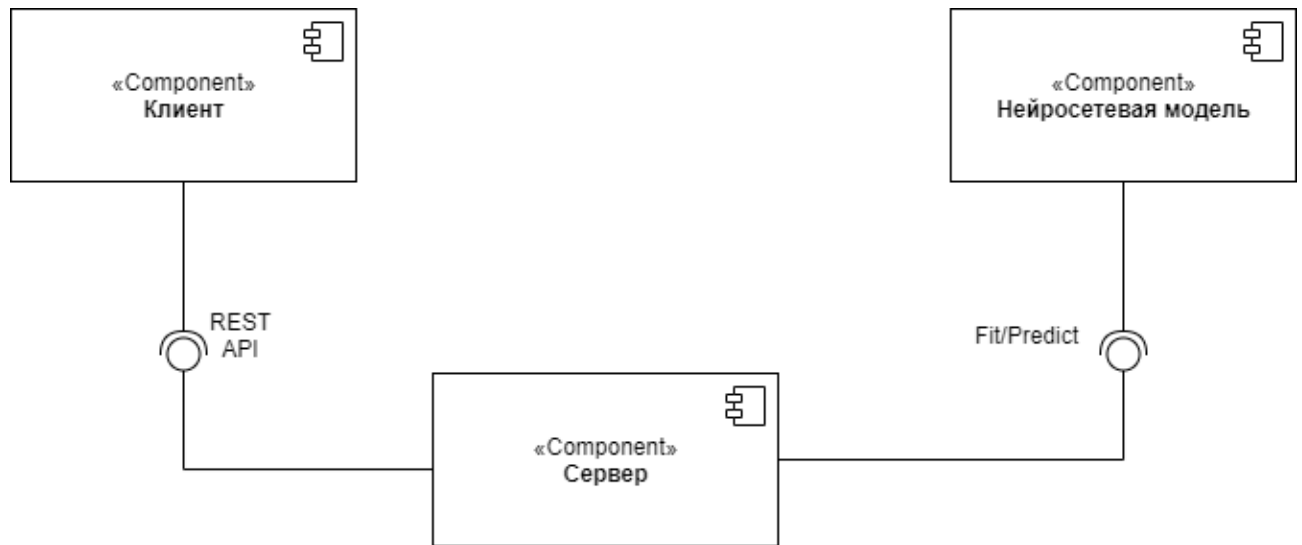 «Component»
Клиент
«Component»
Нейросетевая модель
REST
API
Fit/Predict
«Component»
Сервер